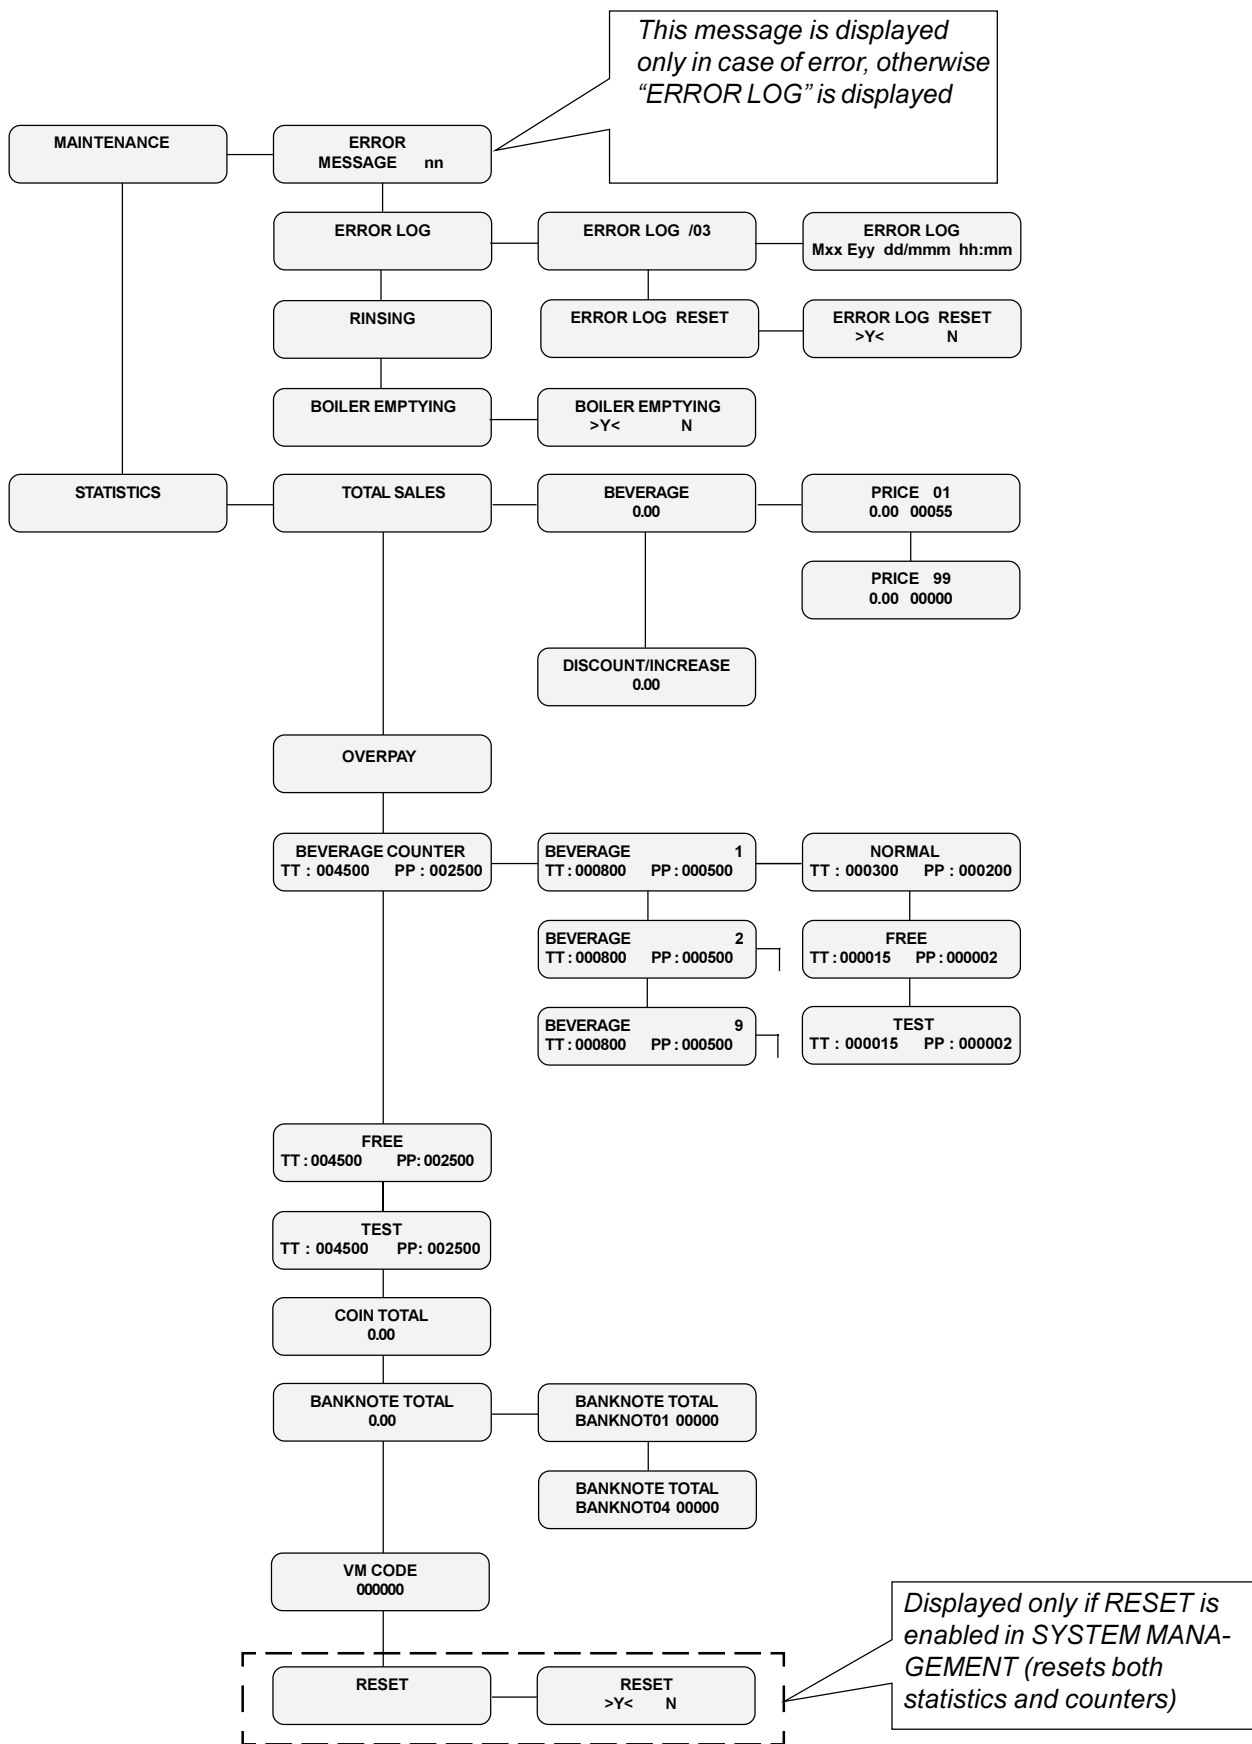 This message is displayed
only in case of error, otherwise
“ERROR LOG” is displayed
MAINTENANCE
ERROR
MESSAGE nn
ERROR LOG
ERROR LOG /03
ERROR LOG
Mxx Eyy dd/mmm hh:mm
RINSING
ERROR LOG RESET
ERROR LOG RESET
>Y< N
BOILER EMPTYING
BOILER EMPTYING
>Y< N
STATISTICS
TOTAL SALES
BEVERAGE
0.00
PRICE 01
0.00 00055
PRICE 99
0.00 00000
DISCOUNT/INCREASE
0.00
OVERPAY
BEVERAGE COUNTER
TT : 004500 PP : 002500
BEVERAGE 1
TT : 000800 PP : 000500
NORMAL
TT : 000300 PP : 000200
BEVERAGE 2
TT : 000800 PP : 000500
FREE
TT : 000015 PP : 000002
BEVERAGE 9
TT : 000800 PP : 000500
TEST
TT : 000015 PP : 000002
FREE
TT : 004500 PP: 002500
TEST
TT : 004500 PP: 002500
COIN TOTAL
0.00
BANKNOTE TOTAL
0.00
BANKNOTE TOTAL
BANKNOT01 00000
BANKNOTE TOTAL
BANKNOT04 00000
VM CODE
000000
Displayed only if RESET is
enabled in SYSTEM MANA-
GEMENT (resets both
statistics and counters)
RESET
RESET
>Y< N